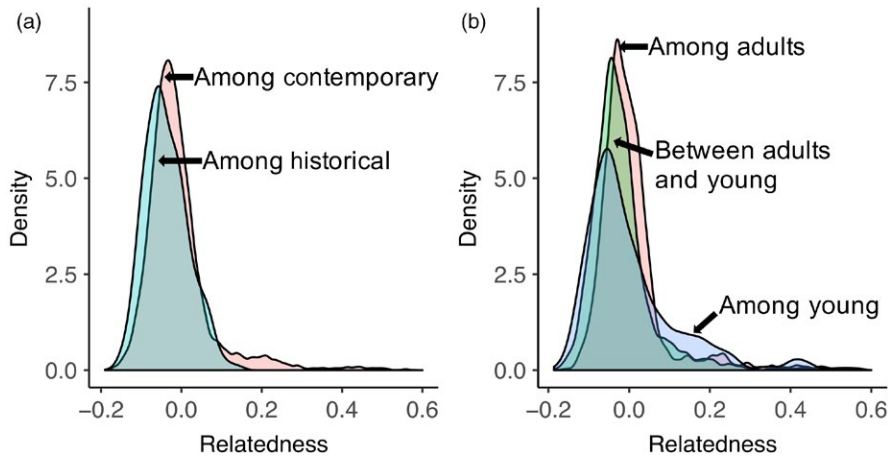 (a)
Among contemporary
Among historical
Density
7.5
5.0
2.5
0.0
−0.2 0.0 0.2 0.4 0.6
Relatedness
(b)
Among adults
Between adults
and young
Among young
Density
7.5
5.0
2.5
0.0
−0.2 0.0 0.2 0.4 0.6
Relatedness